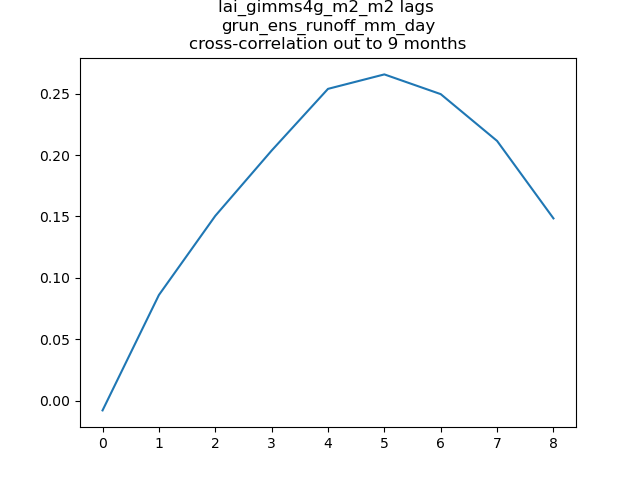 lai_gimms4g_m2_m2 lags
grun_ens_runoff_mm_day
cross-correlation out to 9 months
0.25
0.20
0.15
0.10
0.05
0.00
0 1 2 3 4 5 6 7 8